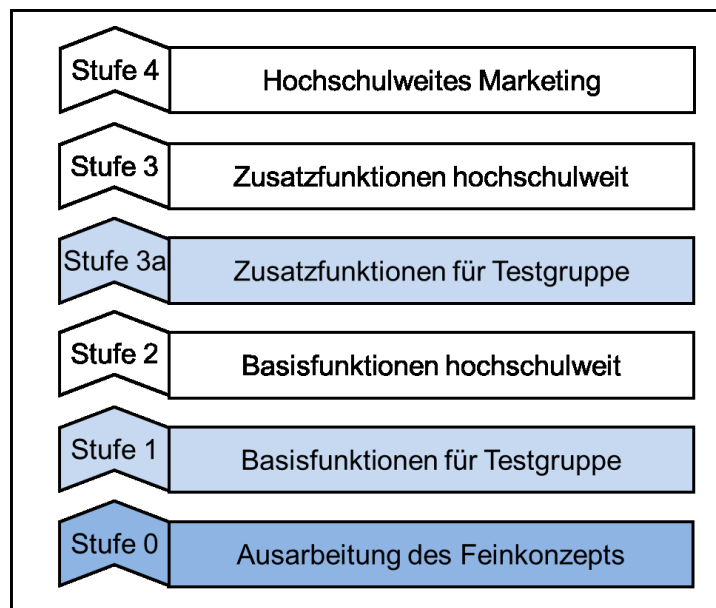 Stufe 4
Hochschulweites Marketing
Stufe 3
Zusatzfunktionen hochschulweit
Stufe 3a
Zusatzfunktionen für Testgruppe
Stufe 2
Basisfunktionen hochschulweit
Stufe 1
Basisfunktionen für Testgruppe
Stufe 0
Ausarbeitung des Feinkonzepts